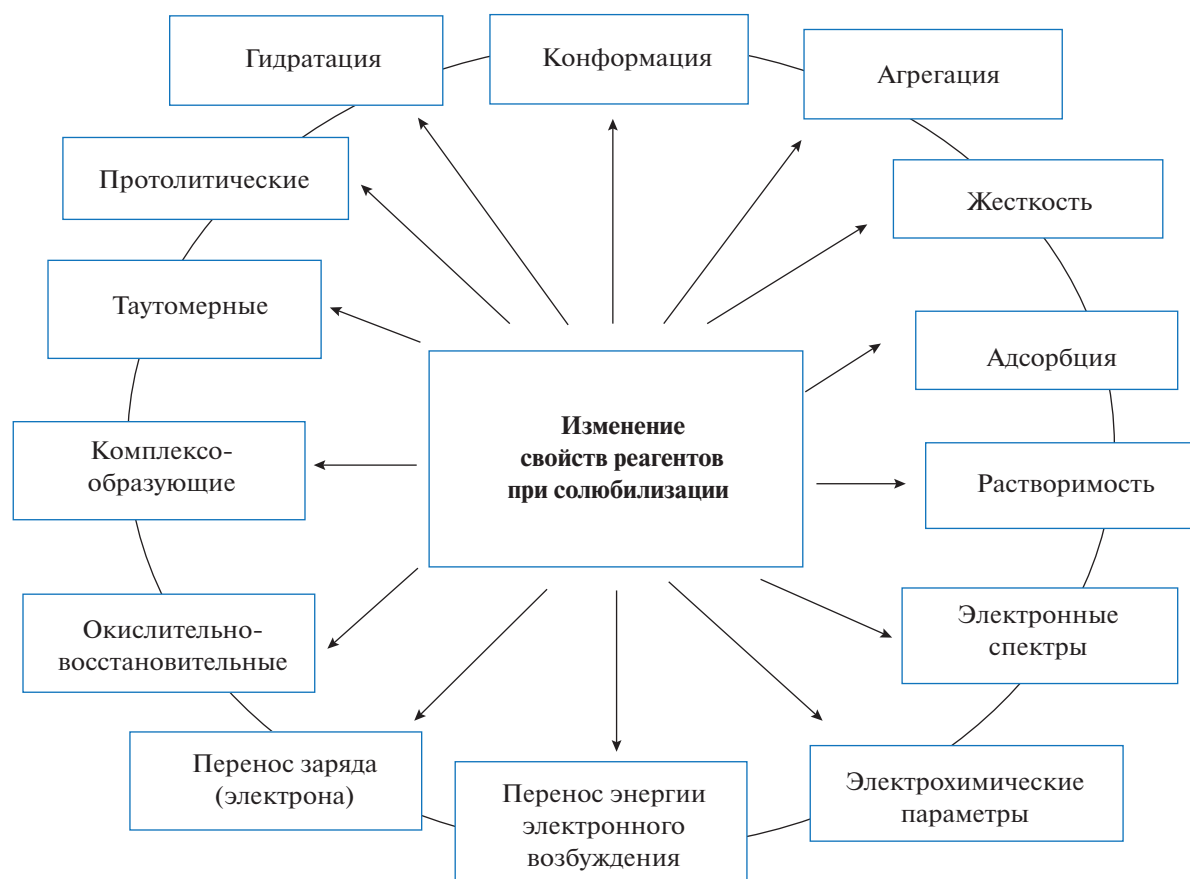 Гидратация
Конформация
Агрегация
Протолитические
Жесткость
Таутомерные
Адсорбция
Изменение
свойств реагентов
при солюбилизации
Комплексо-
образующие
Растворимость
Окислительно-
восстановительные
Электронные
спектры
Перенос заряда
(электрона)
Перенос энергии
электронного
возбуждения
Электрохимические
параметры